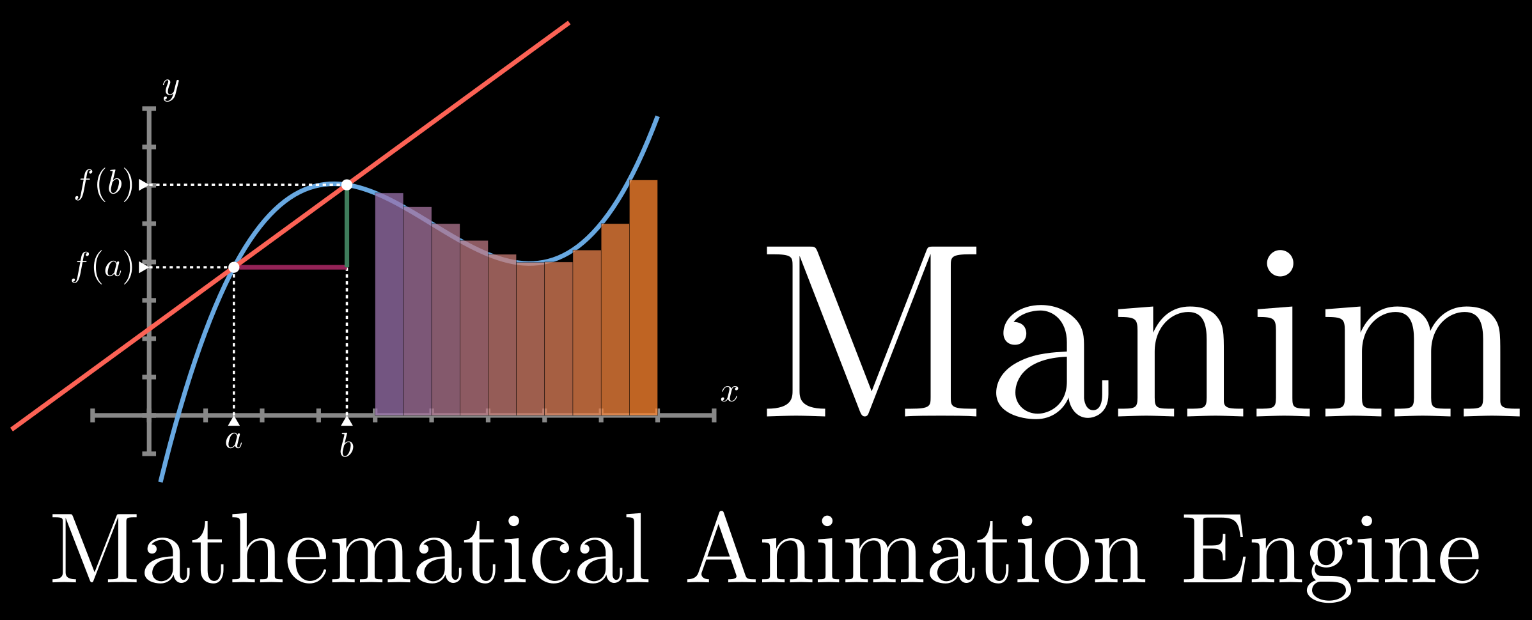 y
f(b)
f(a)
x
a
b
Manim
Mathematical Animation Engine